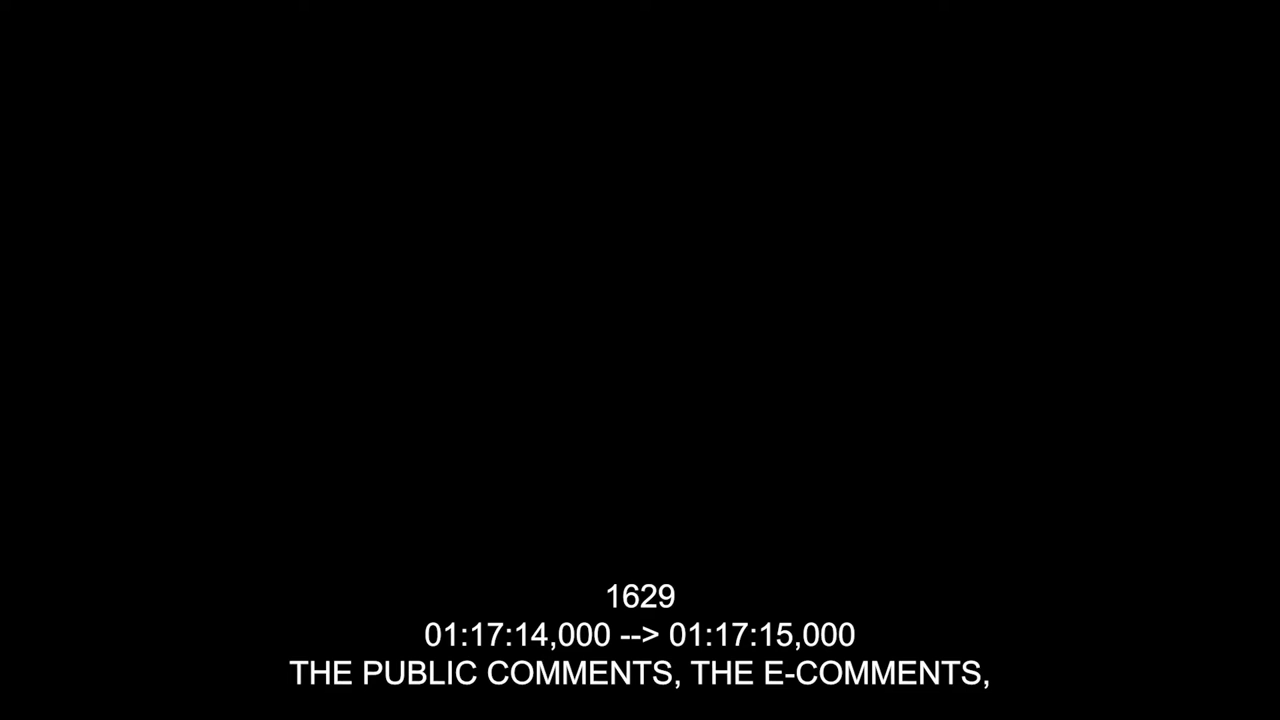 1629
01:17:14,000 --> 01:17:15,000
THE PUBLIC COMMENTS, THE E-COMMENTS,